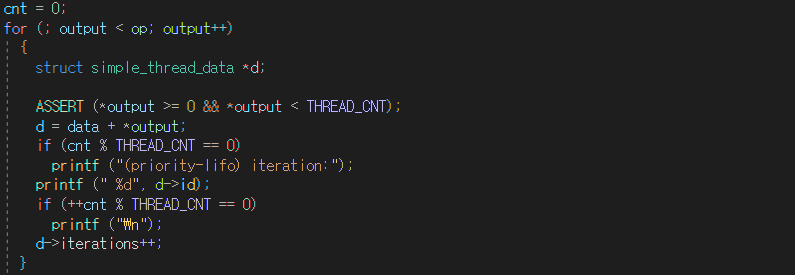 cnt = 0;
for (; output < op; output++)
{
struct simple_thread_data *d;
ASSERT (*output >= 0 && *output < THREAD_CNT);
d = data + *output;
if (cnt % THREAD_CNT == 0)
printf ("(priority-lifo) iteration:");
printf (" %d", d->id);
if (++cnt % THREAD_CNT == 0)
printf ("₩n");
d->iterations++;
}